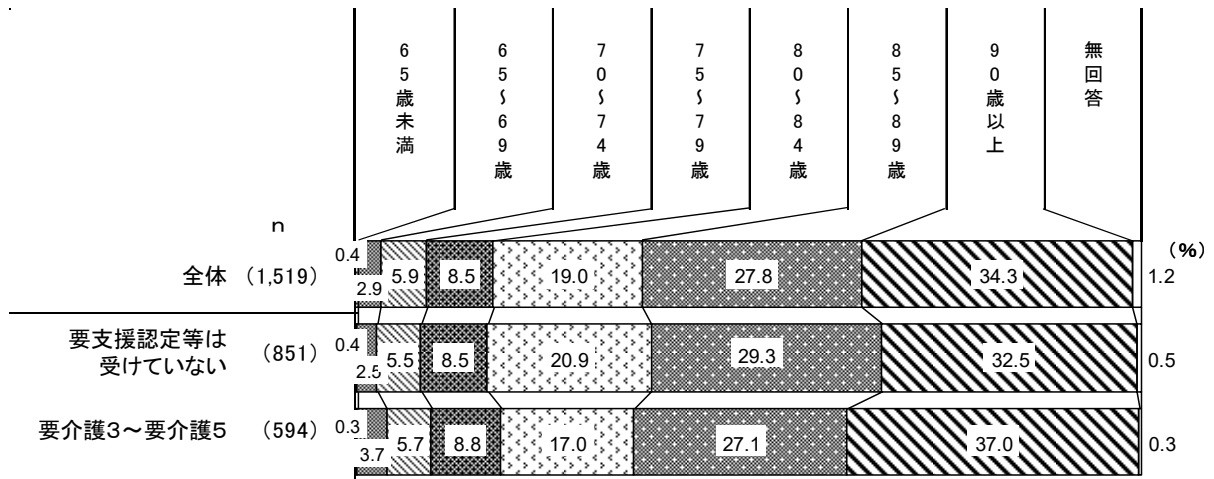 65歳未満
65～69歳
70～74歳
75～79歳
80～84歳
85～89歳
90歳以上
無回答
n
(%)
全体 (1,519) 0.4 2.9 5.9 8.5 19.0 27.8 34.3 1.2
要支援認定等は
受けていない (851) 0.4 2.5 5.5 8.5 20.9 29.3 32.5 0.5
要介護3～要介護5 (594) 0.3 3.7 5.7 8.8 17.0 27.1 37.0 0.3